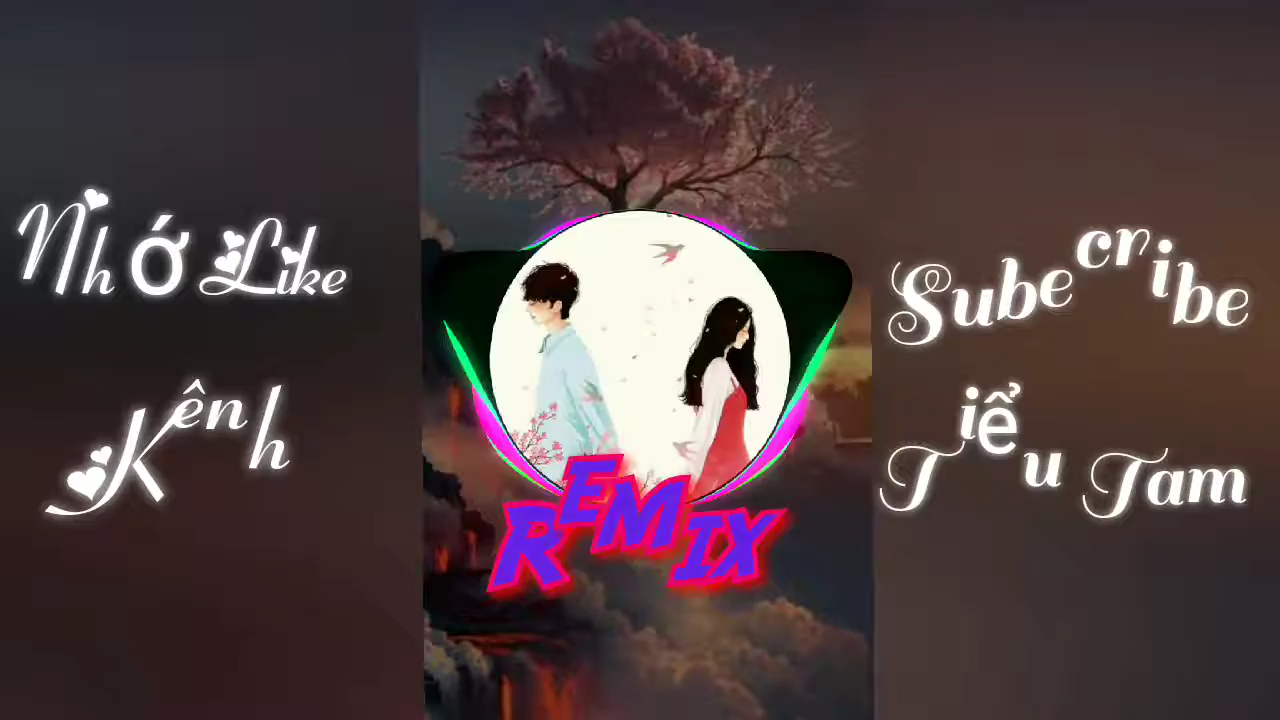 Nhớ Like
Kênh
REMIX
Subecribe
Tiểu Tam